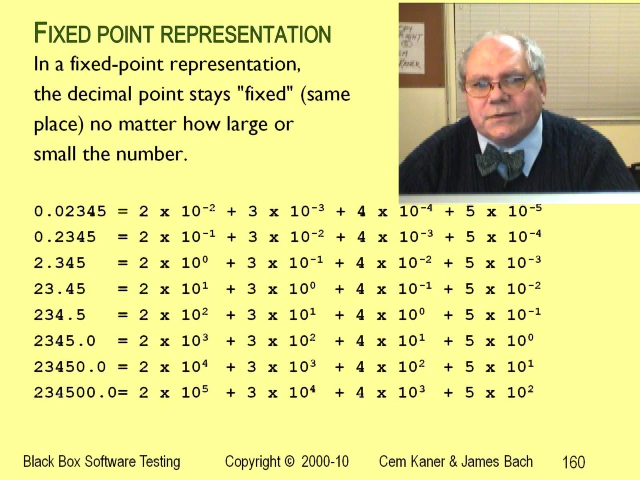 FIXED POINT REPRESENTATION
In a fixed-point representation,
the decimal point stays "fixed" (same
place) no matter how large or
small the number.
0.02345 = 2 x 10⁻² + 3 x 10⁻³ + 4 x 10⁻⁴ + 5 x 10⁻⁵
0.2345 = 2 x 10⁻¹ + 3 x 10⁻² + 4 x 10⁻³ + 5 x 10⁻⁴
2.345 = 2 x 10⁰ + 3 x 10⁻¹ + 4 x 10⁻² + 5 x 10⁻³
23.45 = 2 x 10¹ + 3 x 10⁰ + 4 x 10⁻¹ + 5 x 10⁻²
234.5 = 2 x 10² + 3 x 10¹ + 4 x 10⁰ + 5 x 10⁻¹
2345.0 = 2 x 10³ + 3 x 10² + 4 x 10¹ + 5 x 10⁰
23450.0 = 2 x 10⁴ + 3 x 10³ + 4 x 10² + 5 x 10¹
234500.0= 2 x 10⁵ + 3 x 10⁴ + 4 x 10³ + 5 x 10²
Black Box Software Testing Copyright © 2000-10 Cem Kaner & James Bach 160